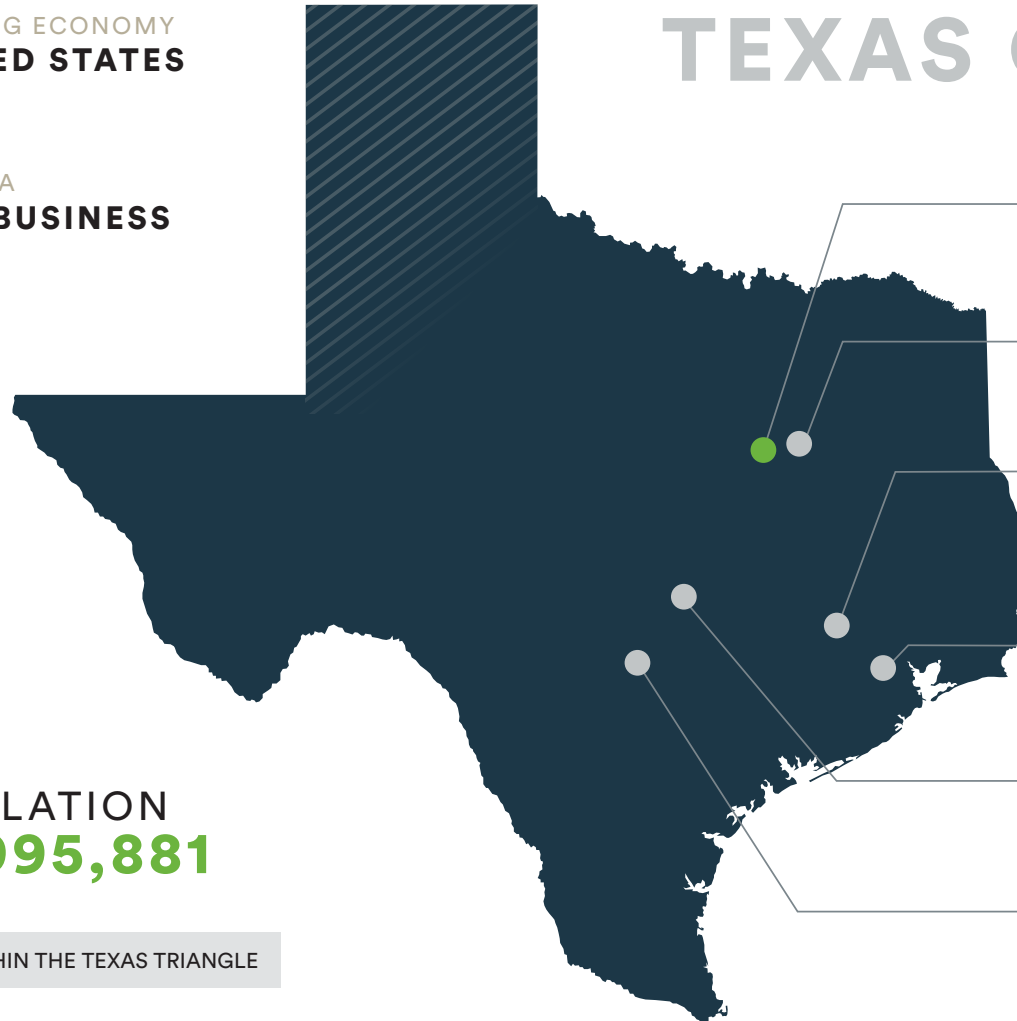 G ECONOMY
ED STATES
A
BUSINESS
TEXAS
LATION
95,881
HIN THE TEXAS TRIANGLE